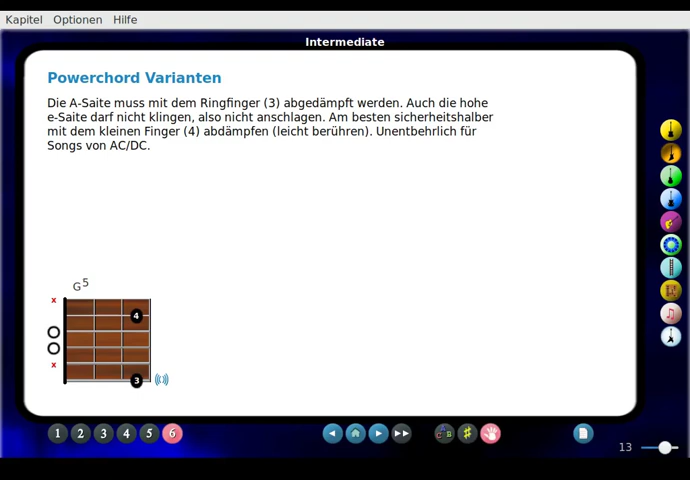 Kapitel Optionen Hilfe
Intermediate
Powerchord Varianten
Die A-Saite muss mit dem Ringfinger (3) abgedämpft werden. Auch die hohe
e-Saite darf nicht klingen, also nicht anschlagen. Am besten sicherheitshalber
mit dem kleinen Finger (4) abdämpfen (leicht berühren). Unentbehrlich für
Songs von AC/DC.
G5
x
4
x
3
1 2 3 4 5 6
13